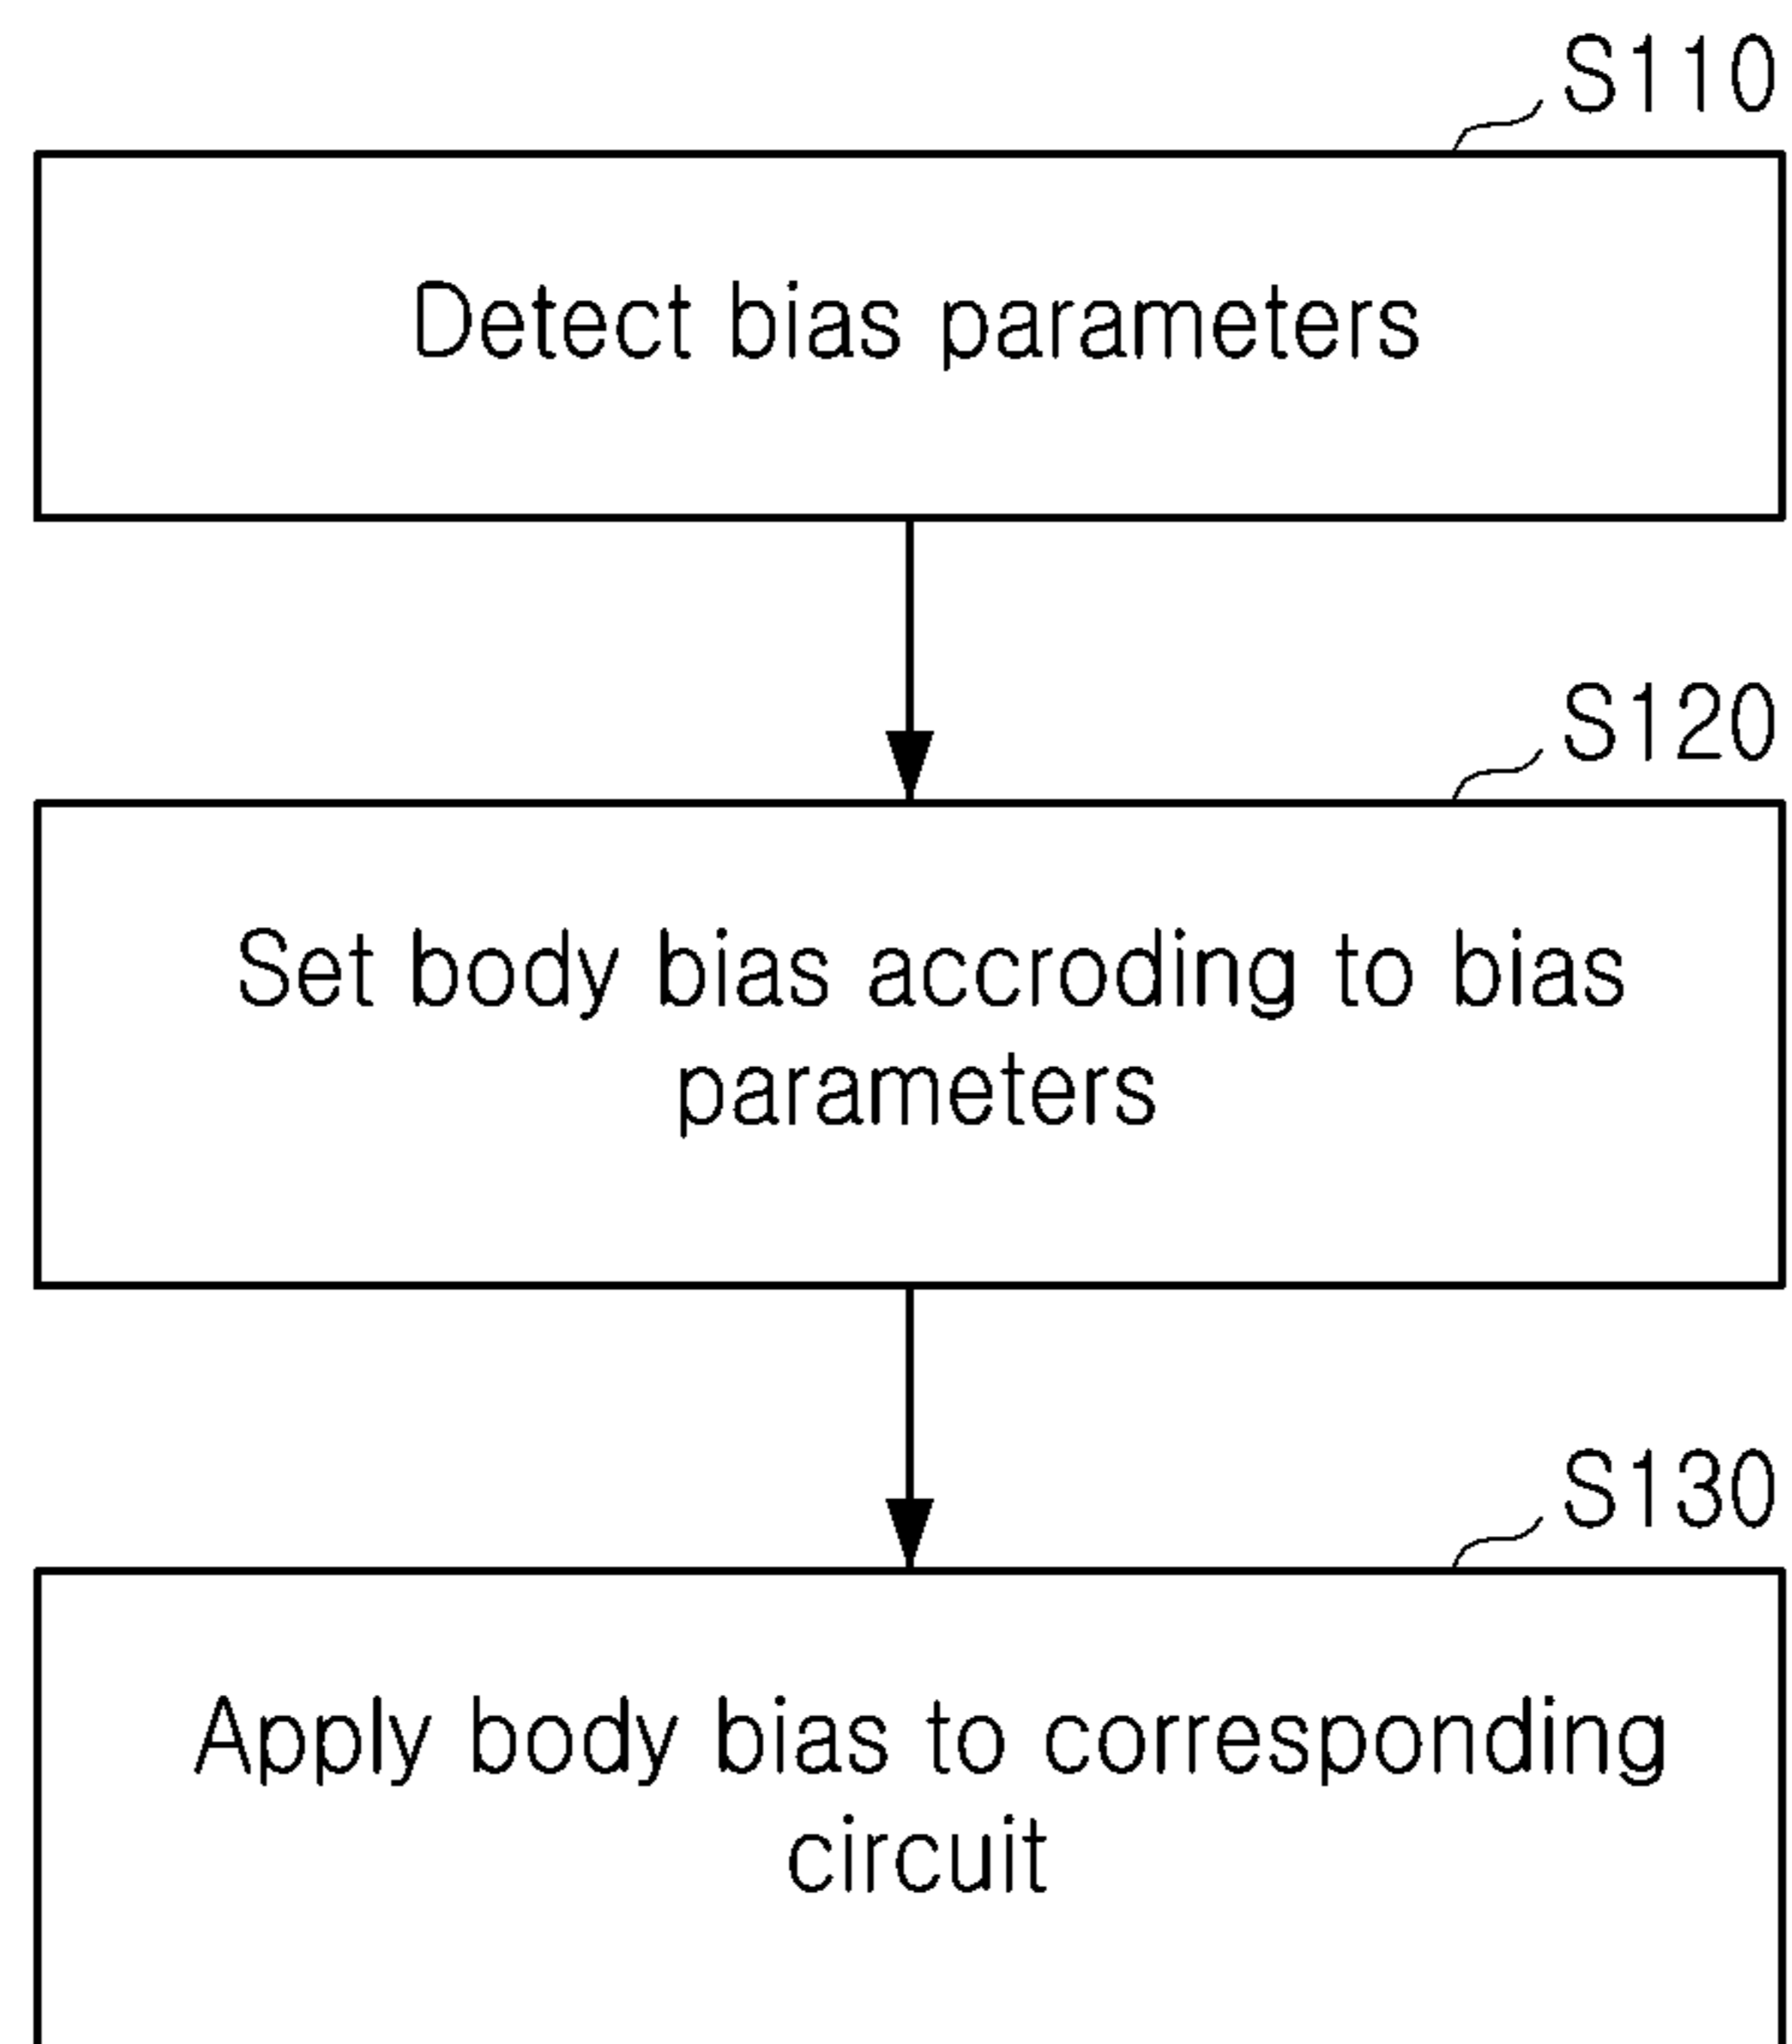 S110
Detect bias parameters
S120
Set body bias accroding to bias
parameters
S130
Apply body bias to corresponding
circuit